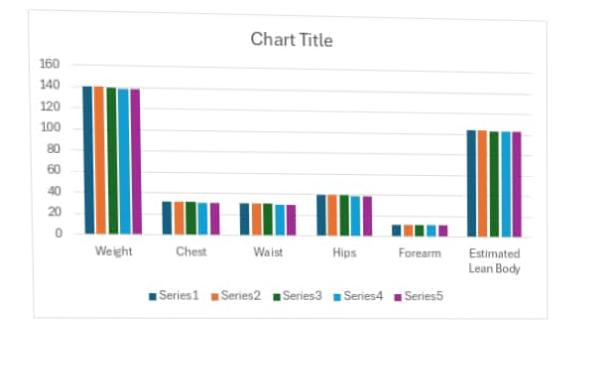 Chart Title
160
140
120
100
80
60
40
20
0
Weight Chest Waist Hips Forearm Estimated
Lean Body
Series1 Series2 Series3 Series4 Series5